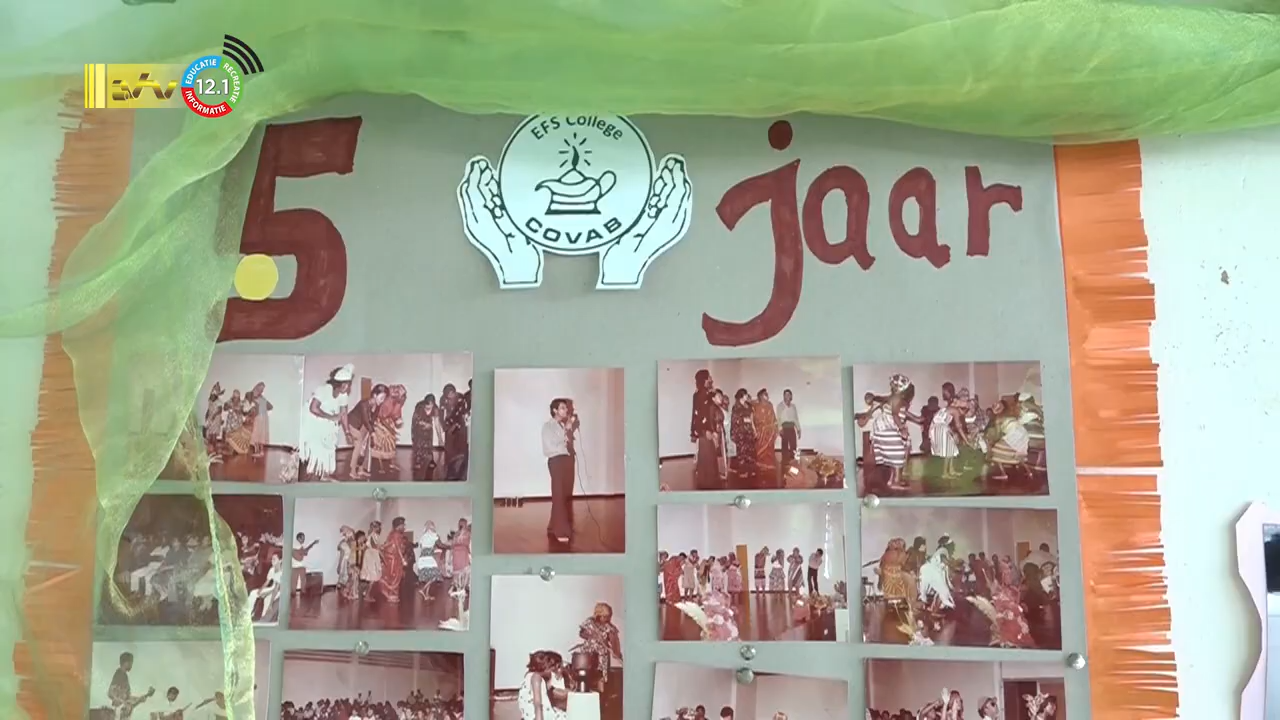 EDUCATIE
RECREATIE
INFORMATIE
12.1
EFS College
COVAB
5
jaar